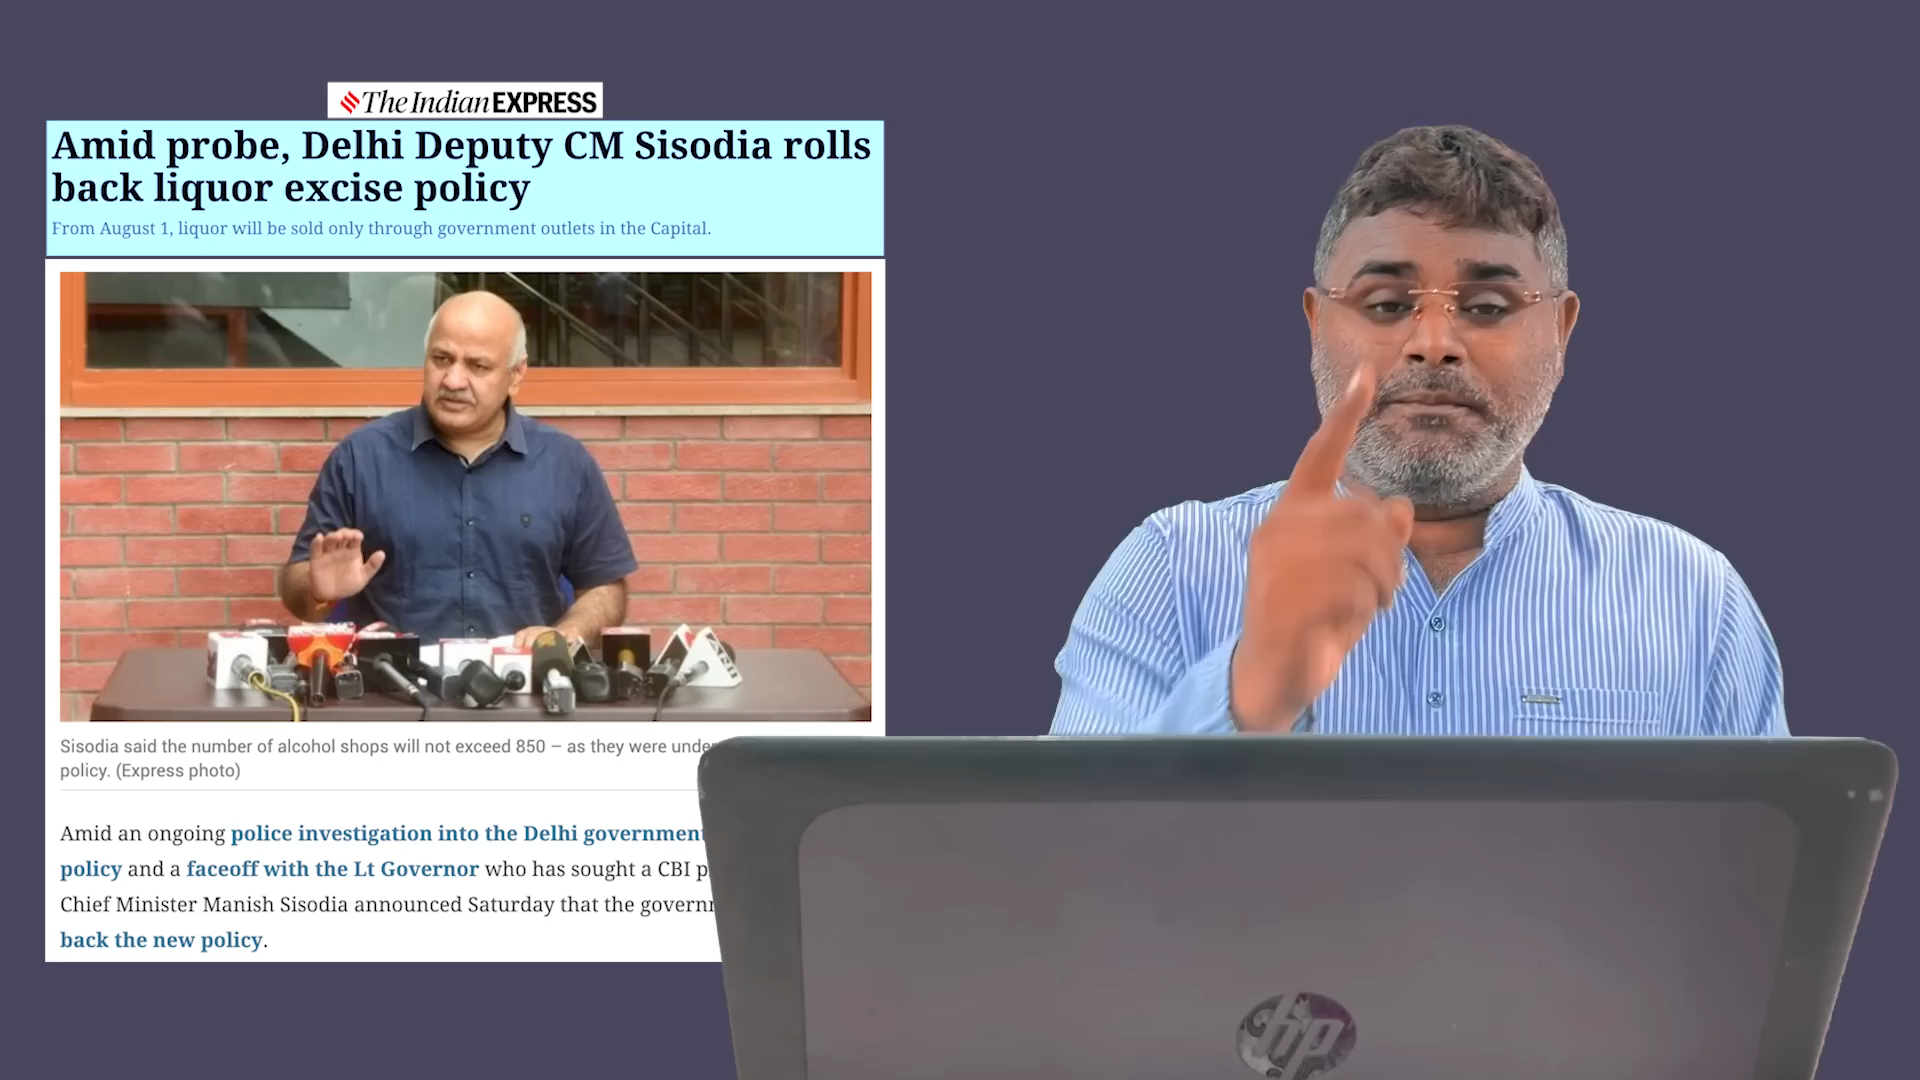 The Indian EXPRESS
Amid probe, Delhi Deputy CM Sisodia rolls
back liquor excise policy
From August 1, liquor will be sold only through government outlets in the Capital.
Sisodia said the number of alcohol shops will not exceed 850 – as they were
policy. (Express photo)
Amid an ongoing police investigation into the Delhi government
policy and a faceoff with the Lt Governor who has sought a CBI
Chief Minister Manish Sisodia announced Saturday that the
back the new policy.
hp